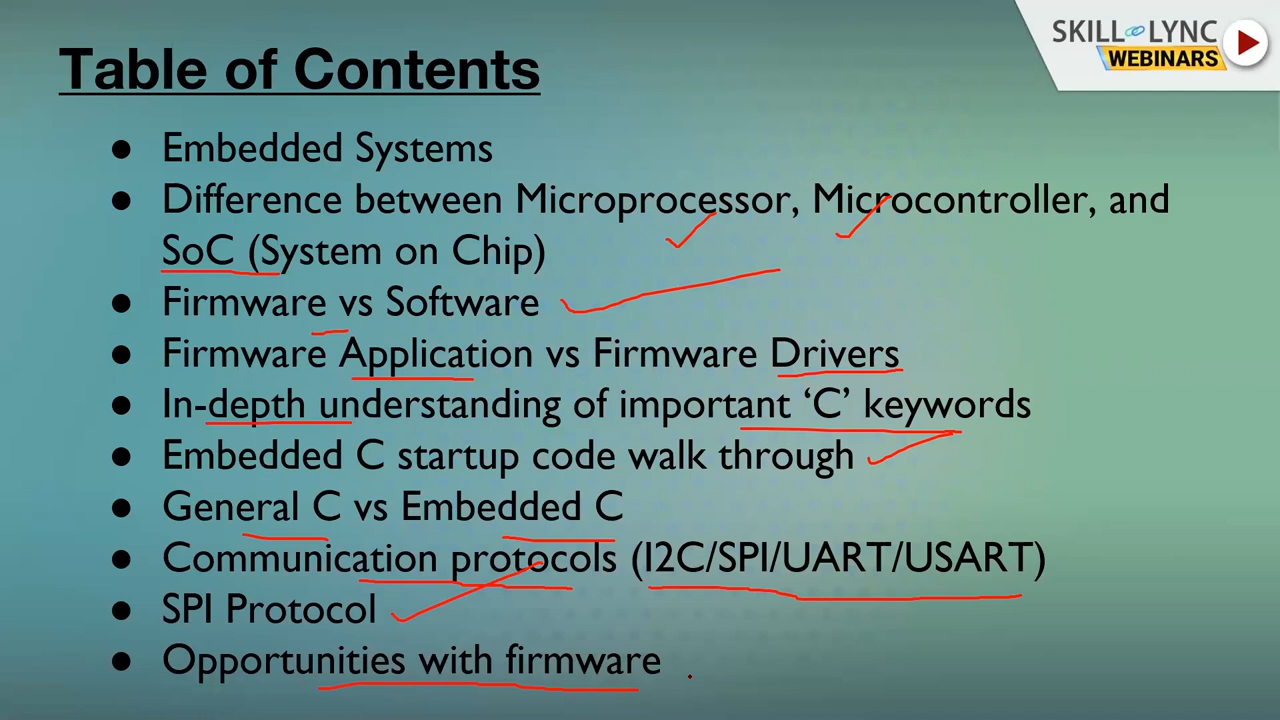 SKILL LYNC
WEBINARS
Table of Contents
● Embedded Systems
● Difference between Microprocessor, Microcontroller, and
SoC (System on Chip)
● Firmware vs Software
● Firmware Application vs Firmware Drivers
● In-depth understanding of important ‘C’ keywords
● Embedded C startup code walk through
● General C vs Embedded C
● Communication protocols (I2C/SPI/UART/USART)
● SPI Protocol
● Opportunities with firmware